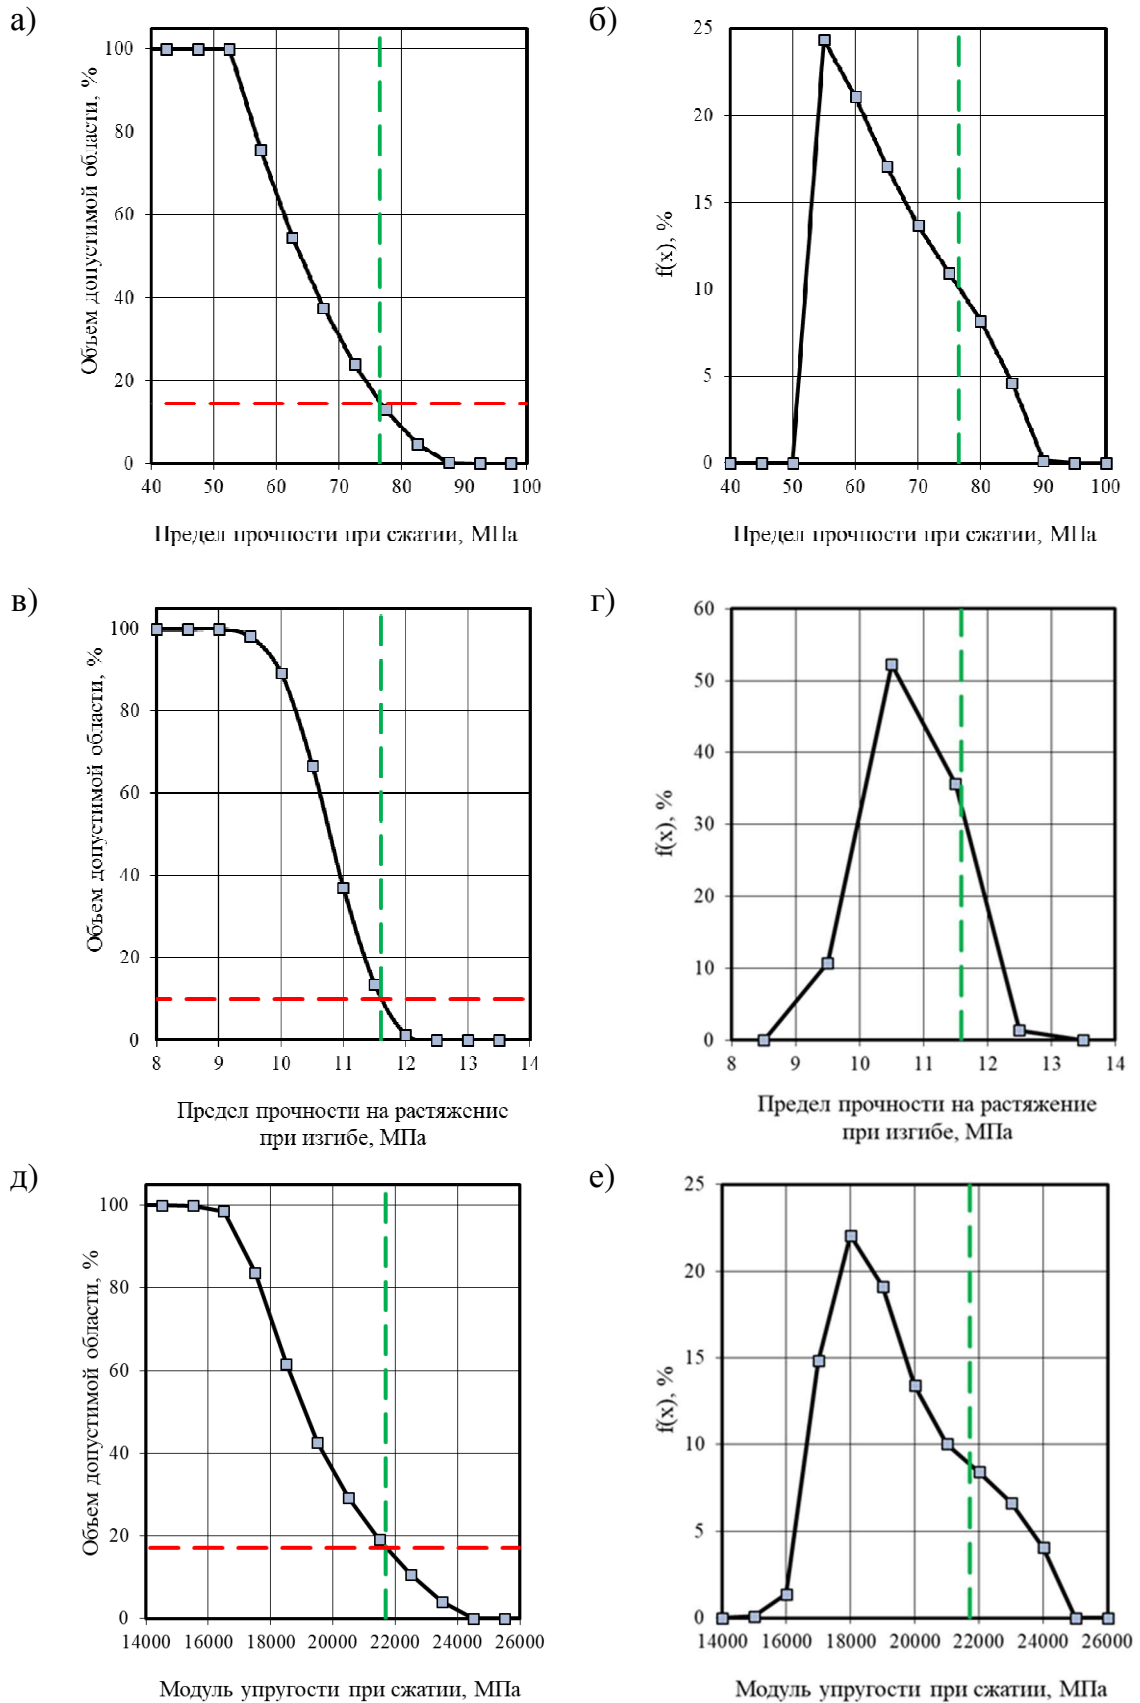 а)
Объем допустимой области, %
100
80
60
40
20
0
40 50 60 70 80 90 100
Предел прочности при сжатии, МПа
б)
f(x), %
25
20
15
10
5
0
40 50 60 70 80 90 100
Предел прочности при сжатии, МПа
в)
Объем допустимой области, %
100
80
60
40
20
0
8 9 10 11 12 13 14
Предел прочности на растяжение
при изгибе, МПа
г)
f(x), %
60
50
40
30
20
10
0
8 9 10 11 12 13 14
Предел прочности на растяжение
при изгибе, МПа
д)
Объем допустимой области, %
100
80
60
40
20
0
14000 16000 18000 20000 22000 24000 26000
Модуль упругости при сжатии, МПа
е)
f(x), %
25
20
15
10
5
0
14000 16000 18000 20000 22000 24000 26000
Модуль упругости при сжатии, МПа